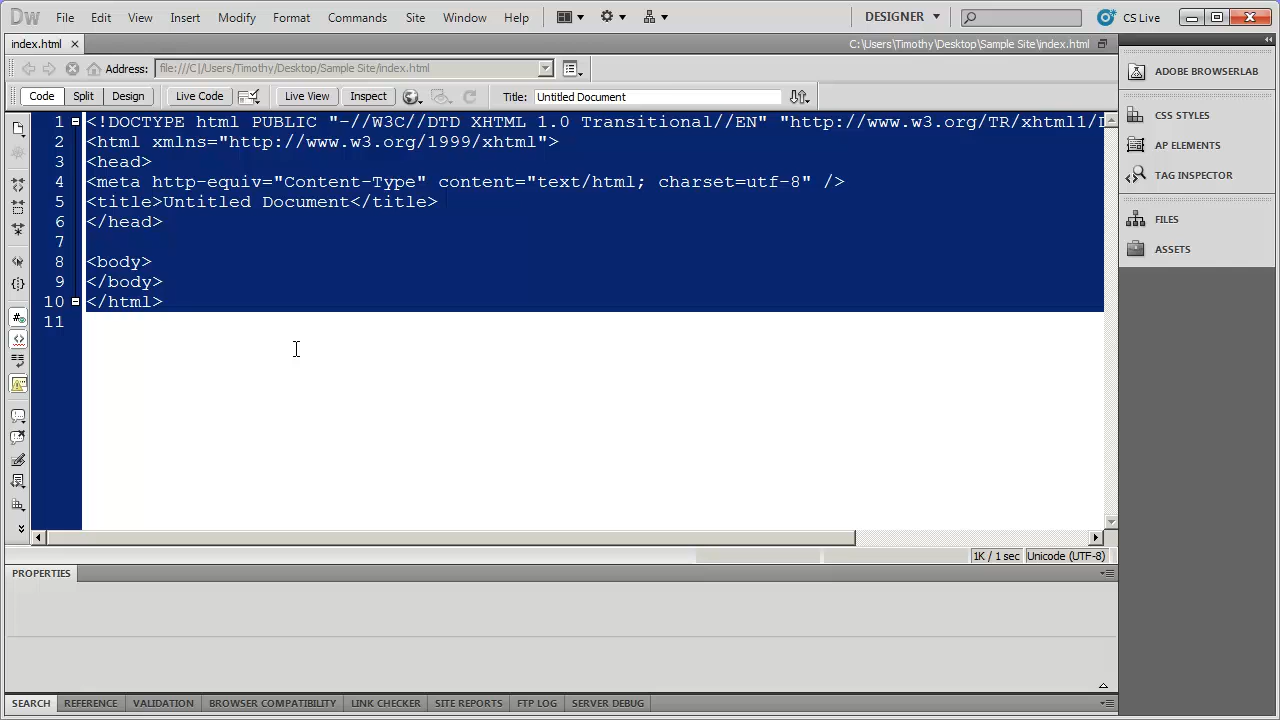 Dw File Edit View Insert Modify Format Commands Site Window Help DESIGNER CS Live
index.html C:\Users\Timothy\Desktop\Sample Site\index.html
Address: file:///C|/Users/Timothy/Desktop/Sample Site/index.html
Code Split Design Live Code Live View Inspect Title: Untitled Document
1 <!DOCTYPE html PUBLIC "-//W3C//DTD XHTML 1.0 Transitional//EN" "http://www.w3.org/TR/xhtml1/D
2 <html xmlns="http://www.w3.org/1999/xhtml">
3 <head>
4 <meta http-equiv="Content-Type" content="text/html; charset=utf-8" />
5 <title>Untitled Document</title>
6 </head>
7
8 <body>
9 </body>
10 </html>
11
1K / 1 sec Unicode (UTF-8)
PROPERTIES
SEARCH REFERENCE VALIDATION BROWSER COMPATIBILITY LINK CHECKER SITE REPORTS FTP LOG SERVER DEBUG
ADOBE BROWSERLAB
CSS STYLES
AP ELEMENTS
TAG INSPECTOR
FILES
ASSETS